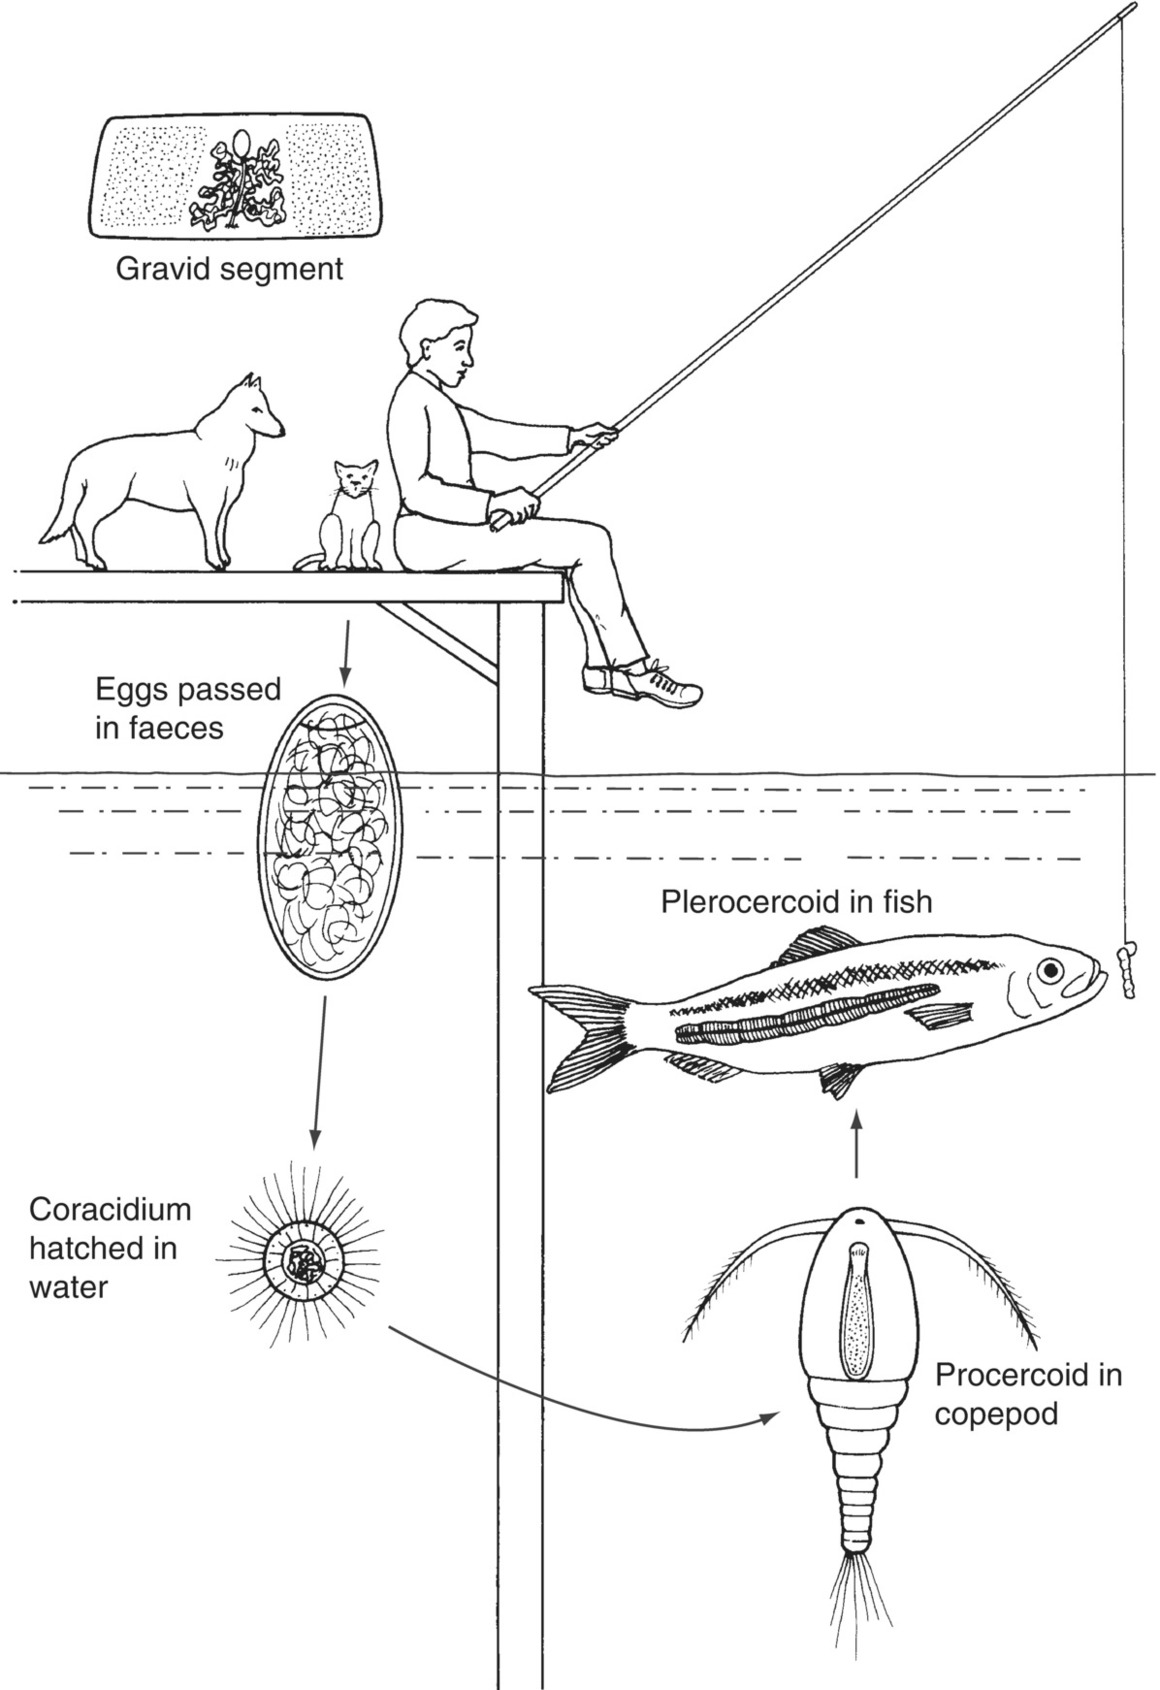 Gravid segment
Eggs passed
in faeces
Plerocercoid in fish
Coracidium
hatched in
water
Procercoid in
copepod